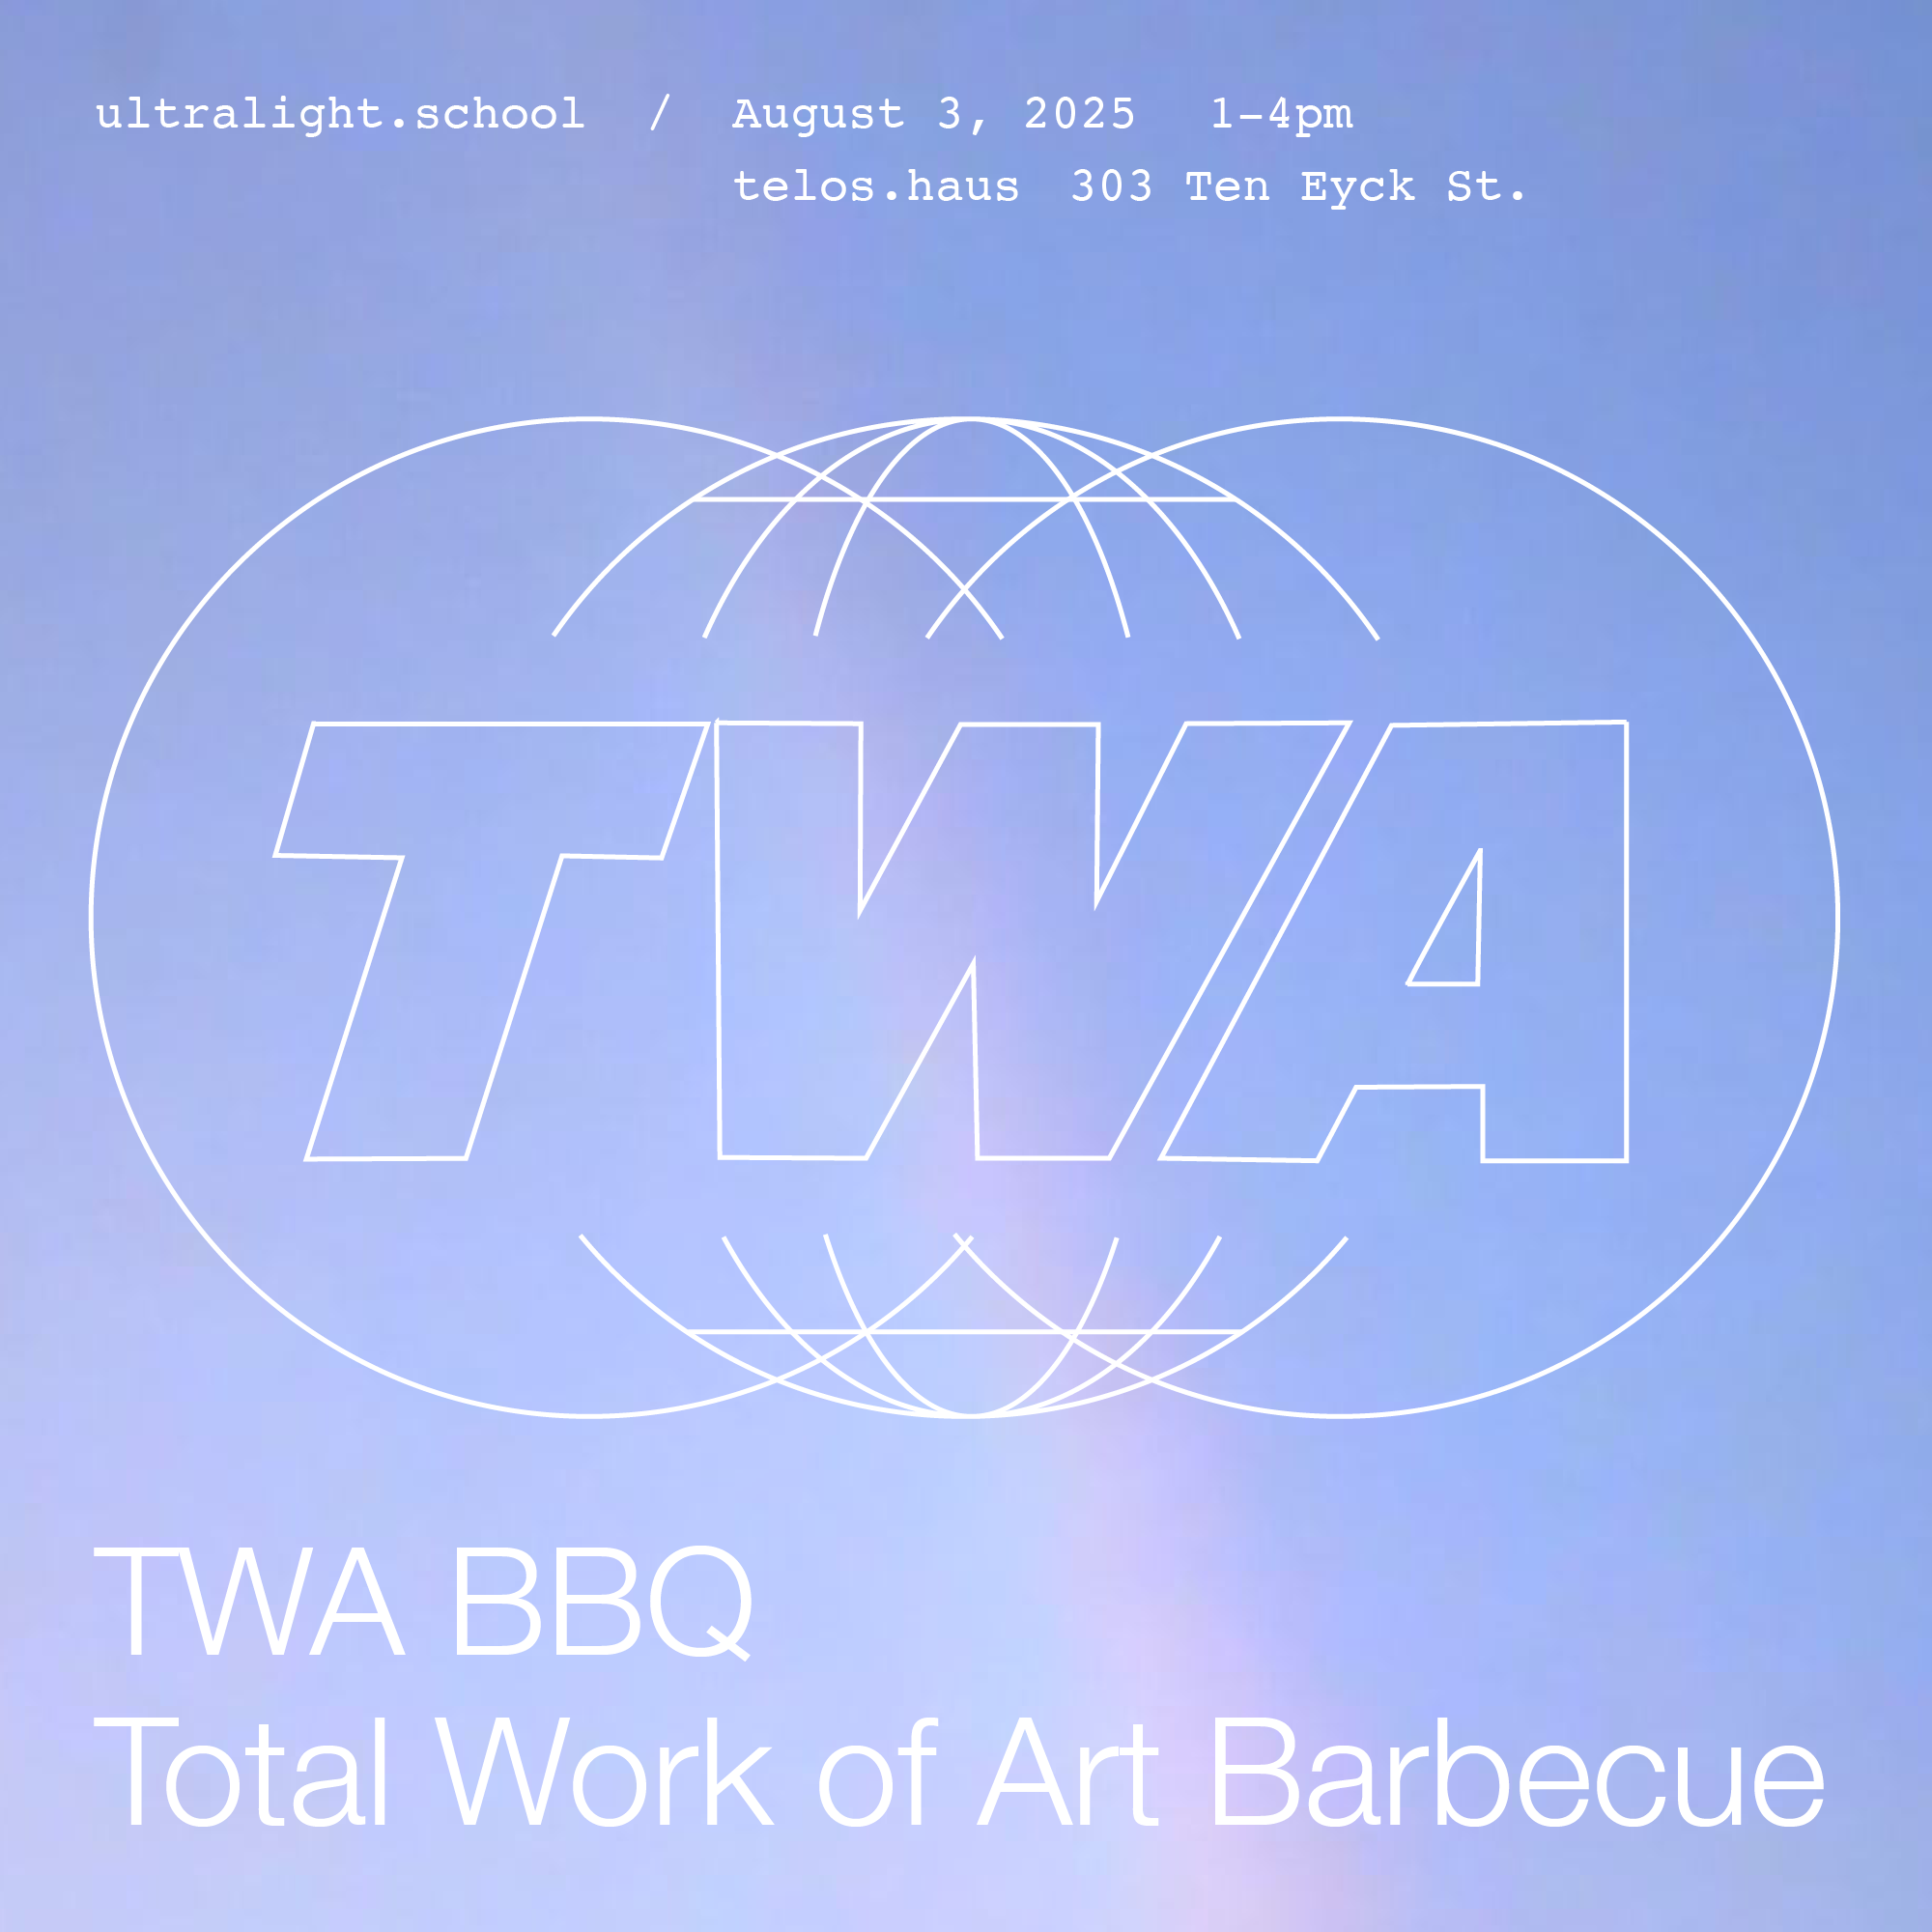 ultralight.school / August 3, 2025 1–4pm
telos.haus 303 Ten Eyck St.
TWA
TWA BBQ
Total Work of Art Barbecue